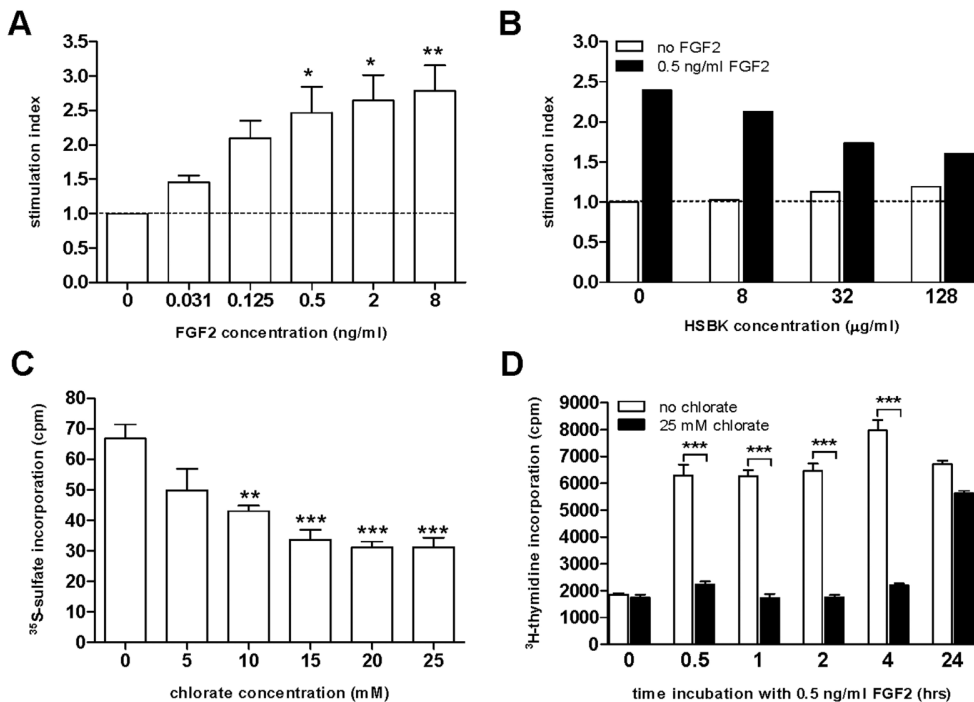 A
3.5
3.0
2.5
2.0
1.5
1.0
0.5
0.0
stimulation index
* * **
0 0.031 0.125 0.5 2 8
FGF2 concentration (ng/ml)
B
no FGF2
0.5 ng/ml FGF2
3.0
2.5
2.0
1.5
1.0
0.5
0.0
stimulation index
0 8 32 128
HSBK concentration (μg/ml)
C
80
70
60
50
40
30
20
10
0
³⁵S-sulfate incorporation (cpm)
** *** *** ***
0 5 10 15 20 25
chlorate concentration (mM)
D
no chlorate
25 mM chlorate
9000
8000
7000
6000
5000
4000
3000
2000
1000
0
³H-thymidine incorporation (cpm)
*** *** *** ***
0 0.5 1 2 4 24
time incubation with 0.5 ng/ml FGF2 (hrs)